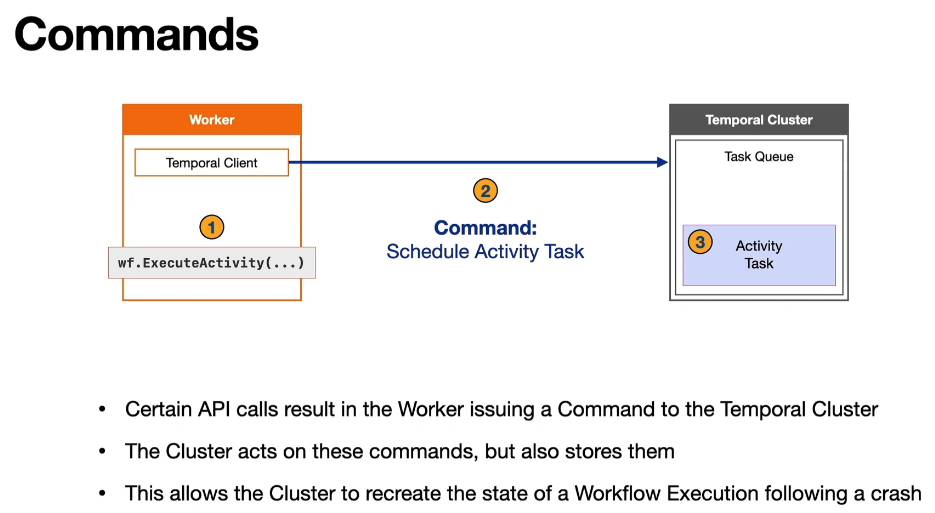 Commands
Worker
Temporal Client
1
wf.ExecuteActivity(...)
2
Command:
Schedule Activity Task
Temporal Cluster
Task Queue
3
Activity
Task
• Certain API calls result in the Worker issuing a Command to the Temporal Cluster
• The Cluster acts on these commands, but also stores them
• This allows the Cluster to recreate the state of a Workflow Execution following a crash